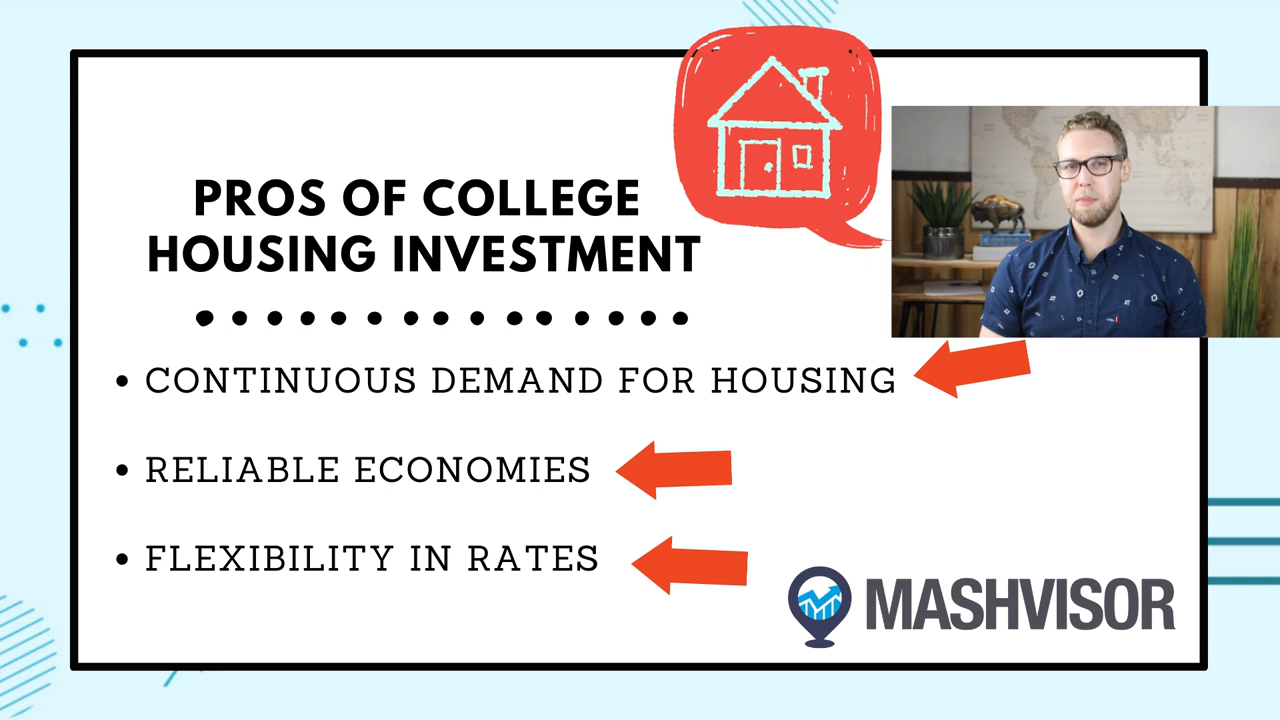 PROS OF COLLEGE
HOUSING INVESTMENT
• CONTINUOUS DEMAND FOR HOUSING
• RELIABLE ECONOMIES
• FLEXIBILITY IN RATES
MASHVISOR